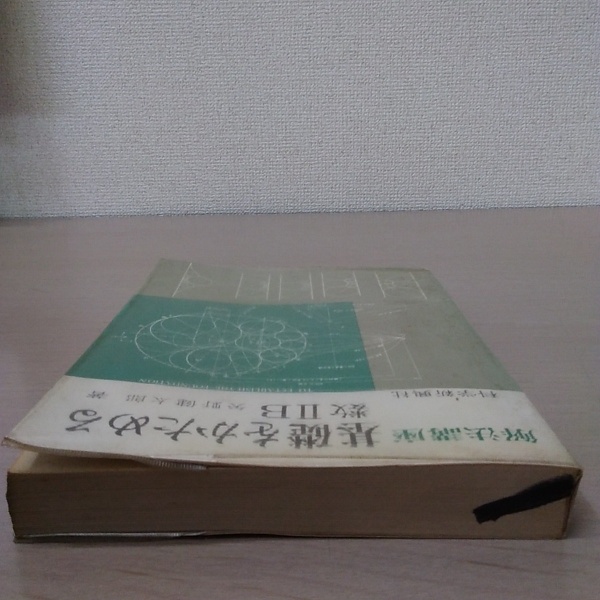 解法講座
基礎をかためる
数ⅡB
矢野健太郎 著
科学新興社